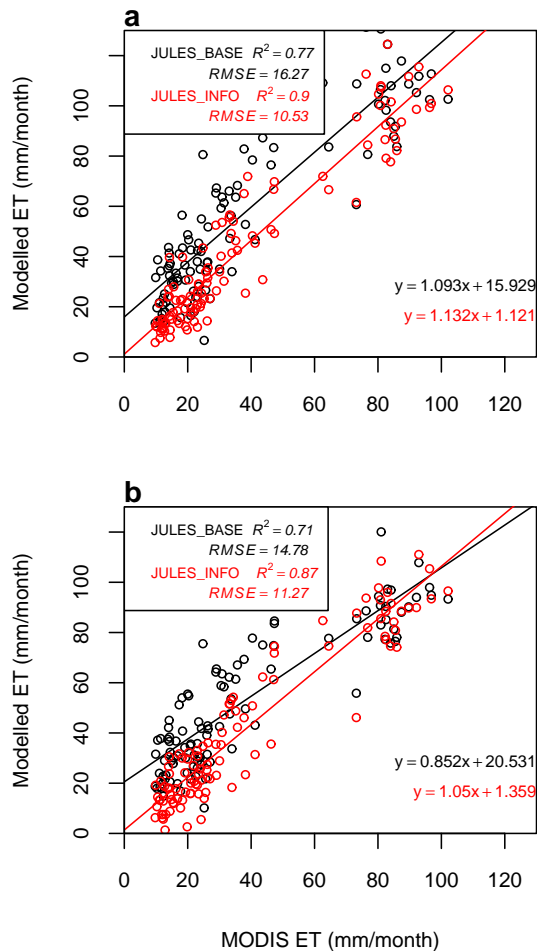 a
JULES_BASE R² = 0.77
RMSE = 16.27
JULES_INFO R² = 0.9
RMSE = 10.53
Modelled ET (mm/month)
100
80
60
40
20
0
y = 1.093x + 15.929
y = 1.132x + 1.121
0 20 40 60 80 100 120
b
JULES_BASE R² = 0.71
RMSE = 14.78
JULES_INFO R² = 0.87
RMSE = 11.27
Modelled ET (mm/month)
100
80
60
40
20
0
y = 0.852x + 20.531
y = 1.05x + 1.359
0 20 40 60 80 100 120
MODIS ET (mm/month)